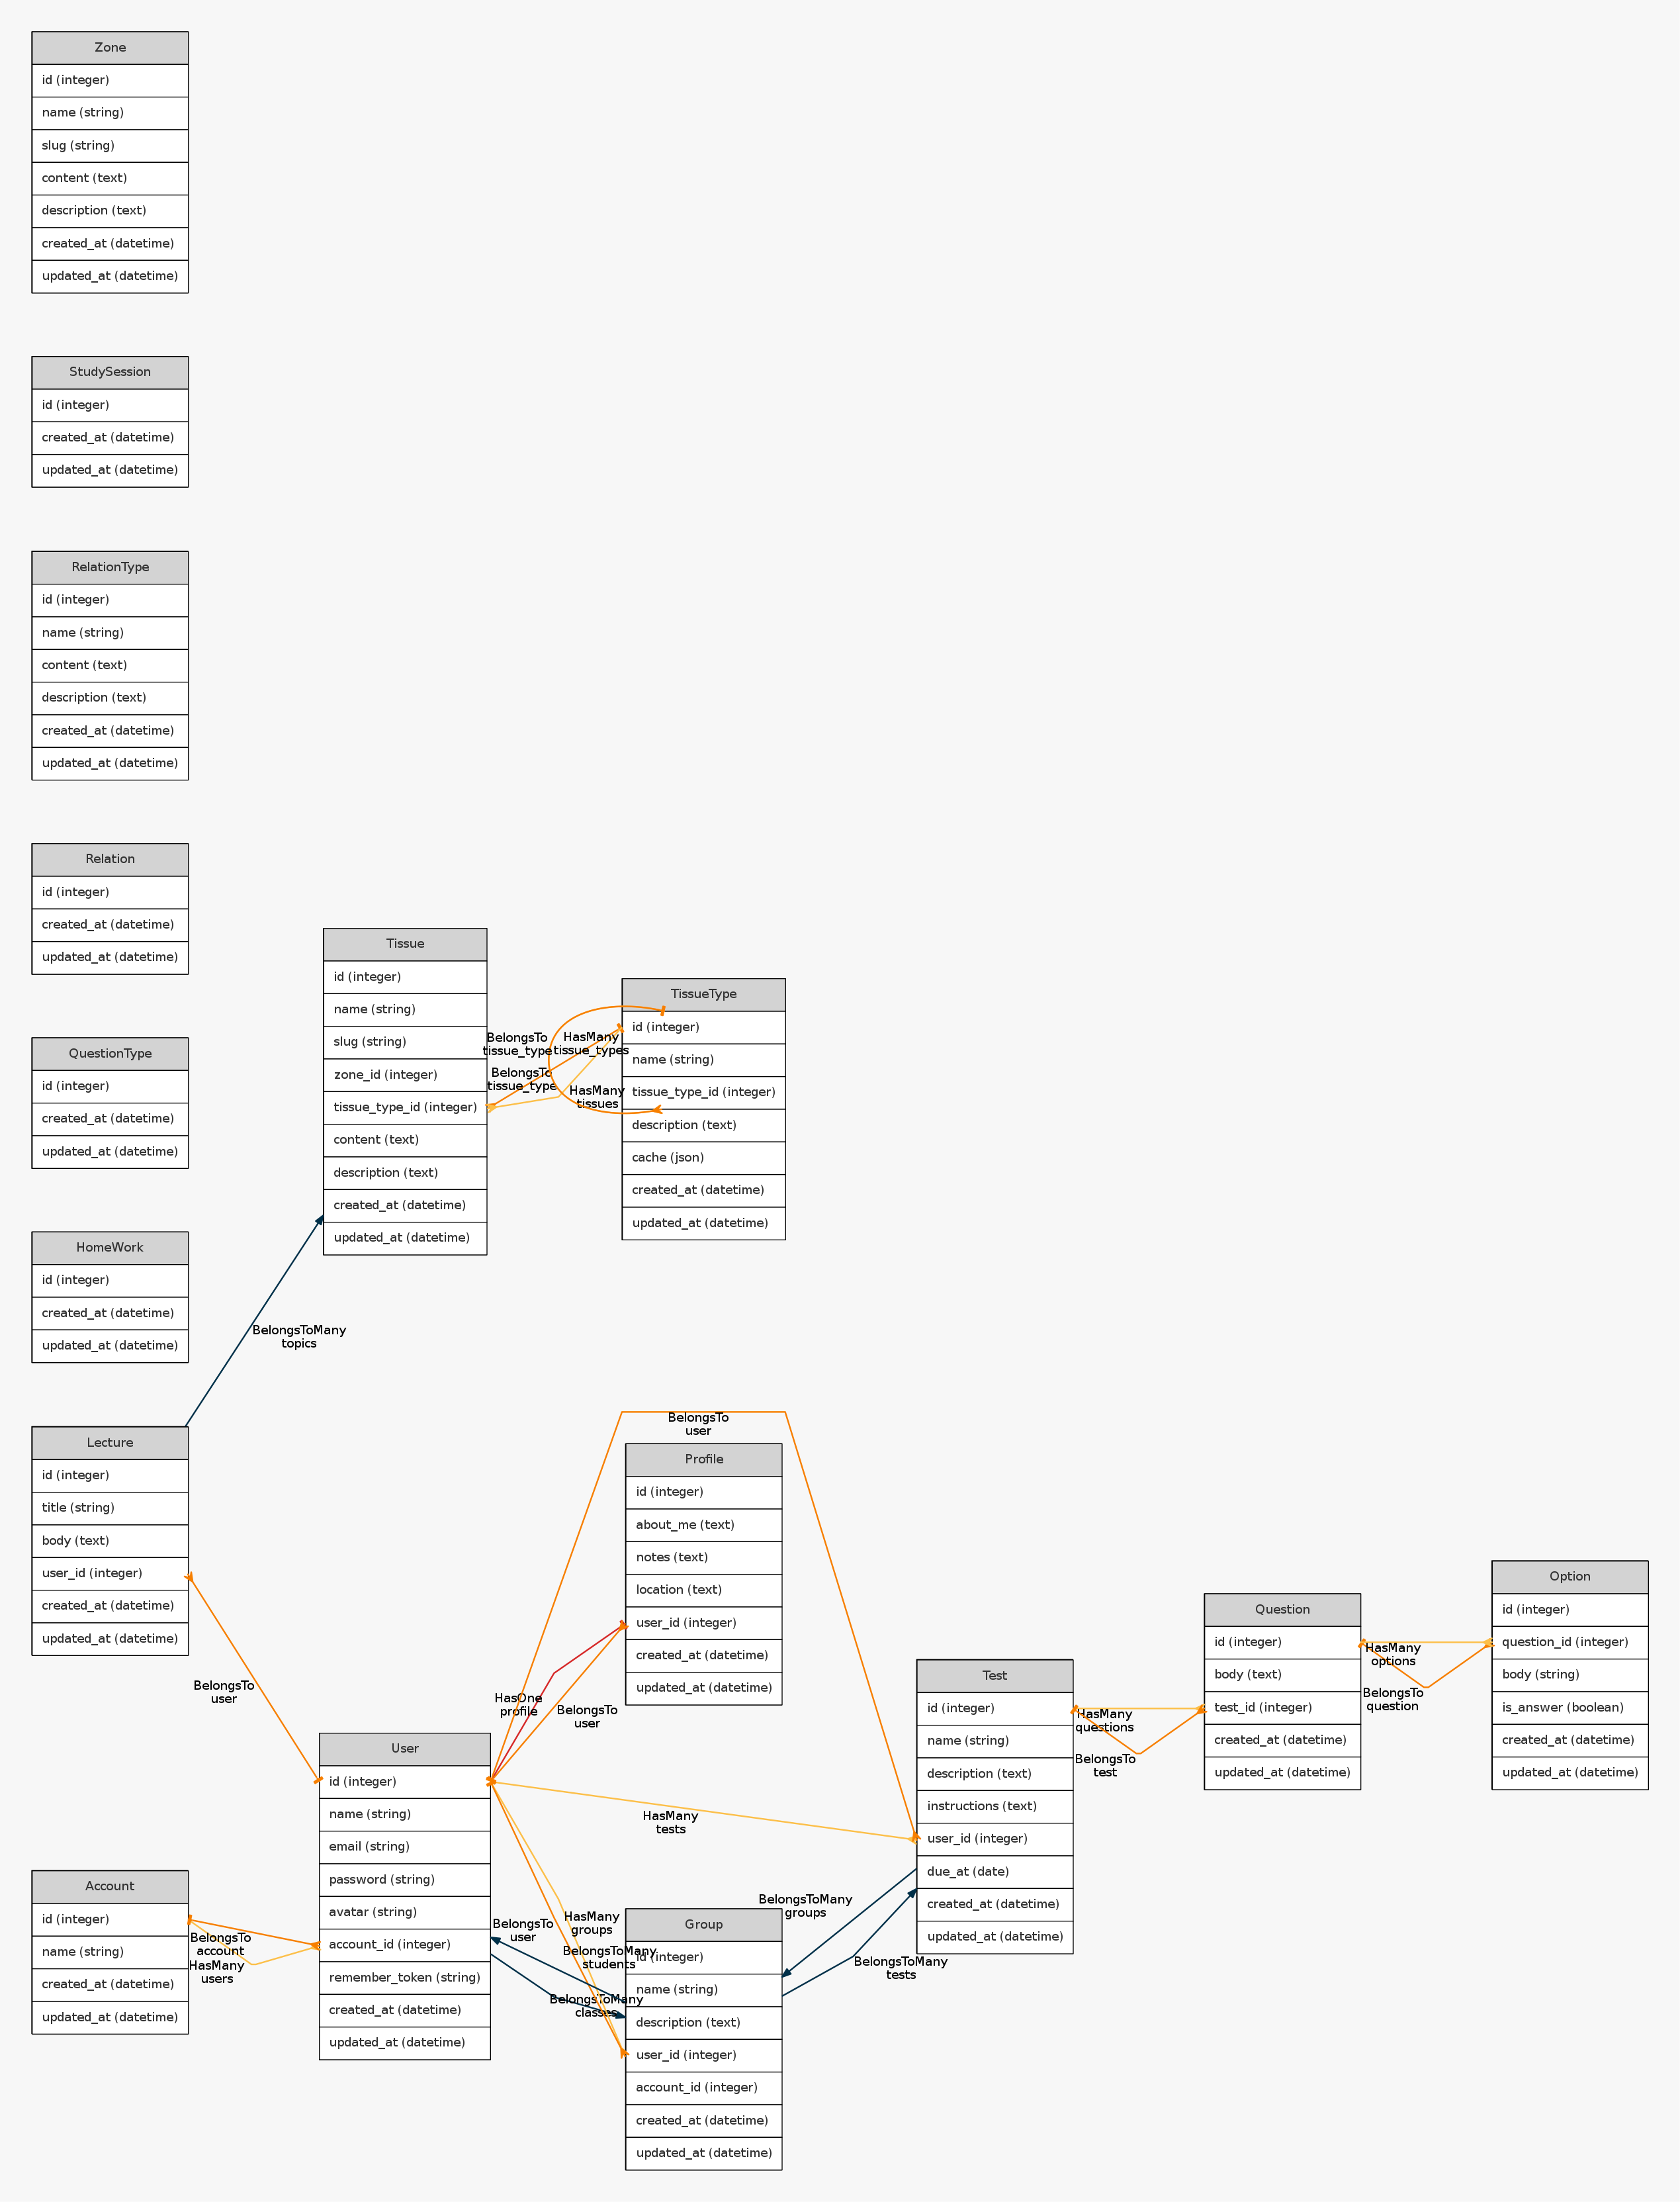 Zone
id (integer)
name (string)
slug (string)
content (text)
description (text)
created_at (datetime)
updated_at (datetime)
StudySession
id (integer)
created_at (datetime)
updated_at (datetime)
RelationType
id (integer)
name (string)
content (text)
description (text)
created_at (datetime)
updated_at (datetime)
Relation
id (integer)
created_at (datetime)
updated_at (datetime)
QuestionType
id (integer)
created_at (datetime)
updated_at (datetime)
HomeWork
id (integer)
created_at (datetime)
updated_at (datetime)
Lecture
id (integer)
title (string)
body (text)
user_id (integer)
created_at (datetime)
updated_at (datetime)
Account
id (integer)
name (string)
created_at (datetime)
updated_at (datetime)
BelongsToMany
topics
BelongsTo
user
BelongsTo
account
HasMany
users
Tissue
id (integer)
name (string)
slug (string)
zone_id (integer)
tissue_type_id (integer)
content (text)
description (text)
created_at (datetime)
updated_at (datetime)
BelongsTo
tissue_type
HasMany
tissue_types
BelongsTo
tissue_type
HasMany
tissues
TissueType
id (integer)
name (string)
tissue_type_id (integer)
description (text)
cache (json)
created_at (datetime)
updated_at (datetime)
User
id (integer)
name (string)
email (string)
password (string)
avatar (string)
account_id (integer)
remember_token (string)
created_at (datetime)
updated_at (datetime)
BelongsTo
user
HasOne
profile
BelongsTo
user
HasMany
tests
HasMany
groups
BelongsTo
user
BelongsToMany
students
BelongsToMany
classes
Profile
id (integer)
about_me (text)
notes (text)
location (text)
user_id (integer)
created_at (datetime)
updated_at (datetime)
Group
id (integer)
name (string)
description (text)
user_id (integer)
account_id (integer)
created_at (datetime)
updated_at (datetime)
BelongsToMany
groups
BelongsToMany
tests
Test
id (integer)
name (string)
description (text)
instructions (text)
user_id (integer)
due_at (date)
created_at (datetime)
updated_at (datetime)
HasMany
questions
BelongsTo
test
Question
id (integer)
body (text)
test_id (integer)
created_at (datetime)
updated_at (datetime)
HasMany
options
BelongsTo
question
Option
id (integer)
question_id (integer)
body (string)
is_answer (boolean)
created_at (datetime)
updated_at (datetime)